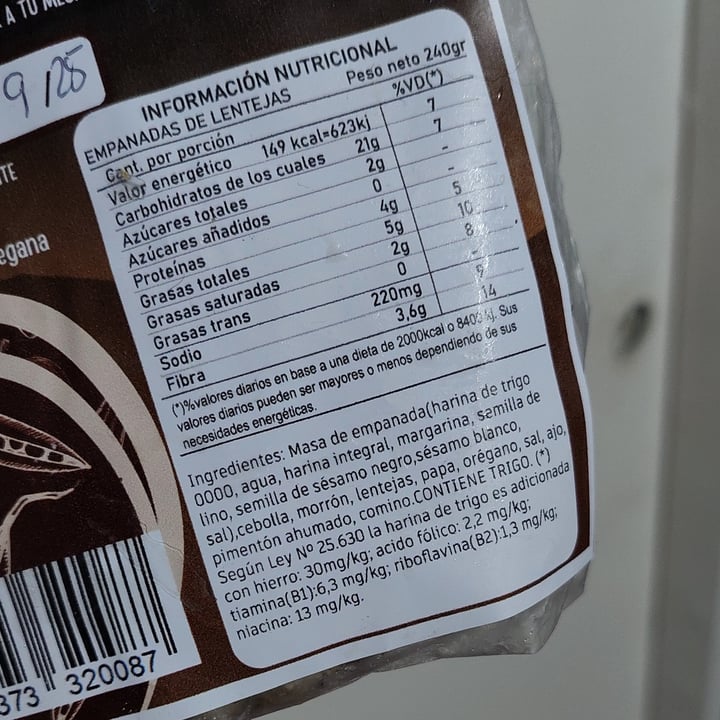 A TU
9/25
INFORMACIÓN NUTRICIONAL
EMPANADAS DE LENTEJAS Peso neto 240gr
Cant. por porción %VD(*)
Valor energético 149 kcal=623kj 7
Carbohidratos de los cuales 21g 7
Azúcares totales 2g -
Azúcares añadidos 0 -
Proteínas 4g 5
Grasas totales 5g 10
Grasas saturadas 2g 8
Grasas trans 0 -
Sodio 220mg 9
Fibra 3,6g 14
(*)%valores diarios en base a una dieta de 2000kcal o 8403 kj. Sus
valores diarios pueden ser mayores o menos dependiendo de sus
necesidades energéticas.
Ingredientes: Masa de empanada(harina de trigo
0000, agua, harina integral, margarina, semilla de
lino, semilla de sésamo negro,sésamo blanco,
sal),cebolla, morrón, lentejas, papa, orégano, sal, ajo,
pimentón ahumado, comino.CONTIENE TRIGO. (*)
Según Ley Nº 25.630 la harina de trigo es adicionada
con hierro: 30mg/kg; acido fólico: 2,2 mg/kg;
tiamina(B1):6,3 mg/kg; riboflavina(B2):1,3 mg/kg;
niacina: 13 mg/kg.
TE
egana
373 320087